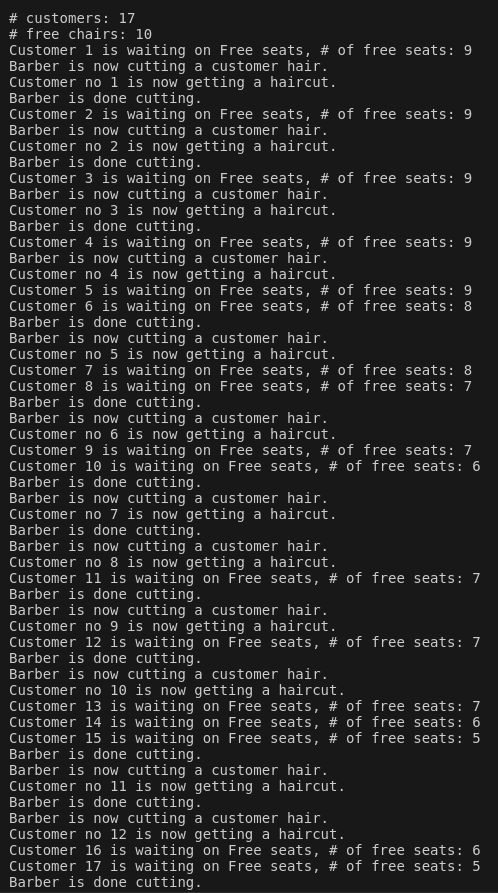 # customers: 17
# free chairs: 10
Customer 1 is waiting on Free seats, # of free seats: 9
Barber is now cutting a customer hair.
Customer no 1 is now getting a haircut.
Barber is done cutting.
Customer 2 is waiting on Free seats, # of free seats: 9
Barber is now cutting a customer hair.
Customer no 2 is now getting a haircut.
Barber is done cutting.
Customer 3 is waiting on Free seats, # of free seats: 9
Barber is now cutting a customer hair.
Customer no 3 is now getting a haircut.
Barber is done cutting.
Customer 4 is waiting on Free seats, # of free seats: 9
Barber is now cutting a customer hair.
Customer no 4 is now getting a haircut.
Customer 5 is waiting on Free seats, # of free seats: 9
Customer 6 is waiting on Free seats, # of free seats: 8
Barber is done cutting.
Barber is now cutting a customer hair.
Customer no 5 is now getting a haircut.
Customer 7 is waiting on Free seats, # of free seats: 8
Customer 8 is waiting on Free seats, # of free seats: 7
Barber is done cutting.
Barber is now cutting a customer hair.
Customer no 6 is now getting a haircut.
Customer 9 is waiting on Free seats, # of free seats: 7
Customer 10 is waiting on Free seats, # of free seats: 6
Barber is done cutting.
Barber is now cutting a customer hair.
Customer no 7 is now getting a haircut.
Barber is done cutting.
Barber is now cutting a customer hair.
Customer no 8 is now getting a haircut.
Customer 11 is waiting on Free seats, # of free seats: 7
Barber is done cutting.
Barber is now cutting a customer hair.
Customer no 9 is now getting a haircut.
Customer 12 is waiting on Free seats, # of free seats: 7
Barber is done cutting.
Barber is now cutting a customer hair.
Customer no 10 is now getting a haircut.
Customer 13 is waiting on Free seats, # of free seats: 7
Customer 14 is waiting on Free seats, # of free seats: 6
Customer 15 is waiting on Free seats, # of free seats: 5
Barber is done cutting.
Barber is now cutting a customer hair.
Customer no 11 is now getting a haircut.
Barber is done cutting.
Barber is now cutting a customer hair.
Customer no 12 is now getting a haircut.
Customer 16 is waiting on Free seats, # of free seats: 6
Customer 17 is waiting on Free seats, # of free seats: 5
Barber is done cutting.